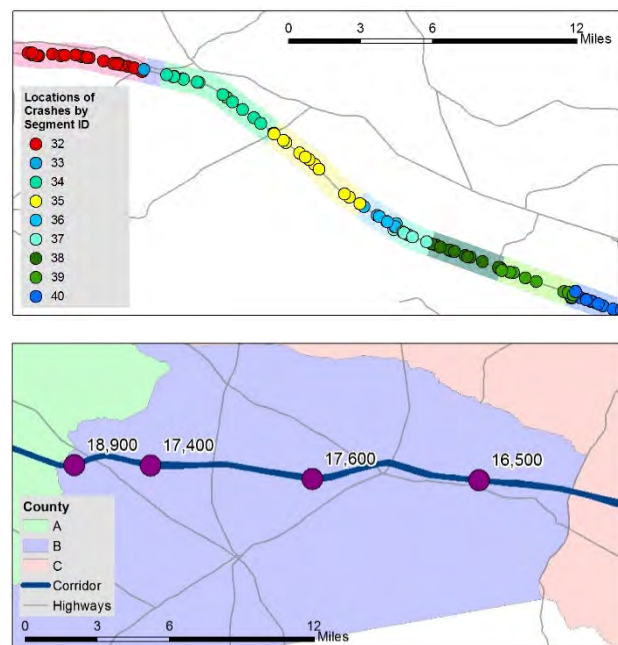 0 3 6 12
Miles
Locations of
Crashes by
Segment ID
32
33
34
35
36
37
38
39
40
18,900
17,400
17,600
16,500
County
A
B
C
Corridor
Highways
0 3 6 12
Miles